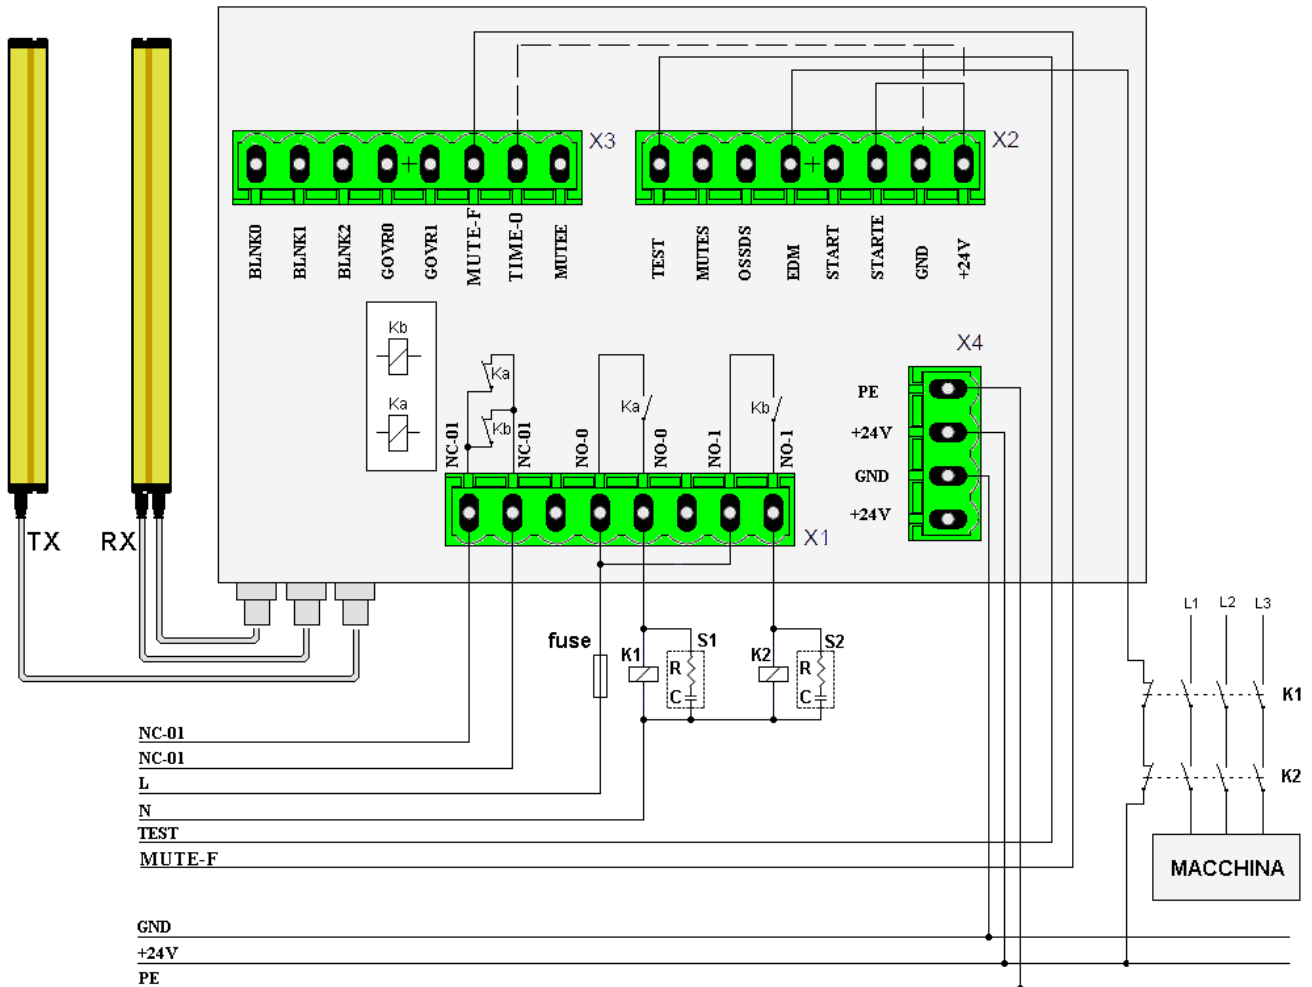 X3
X2
BLNK0
BLNK1
BLNK2
GOVR0
GOVR1
MUTE-F
TIME-0
MUTEE
TEST
MUTES
OSSDS
EDM
START
STARTE
GND
+24V
Kb
Ka
Ka
Kb
Ka
Kb
NC-01
NC-01
NO-0
NO-0
NO-1
NO-1
X4
PE
+24V
GND
+24V
X1
TX
RX
fuse
K1
S1
R
C
K2
S2
R
C
L1
L2
L3
K1
K2
MACCHINA
NC-01
NC-01
L
N
TEST
MUTE-F
GND
+24V
PE